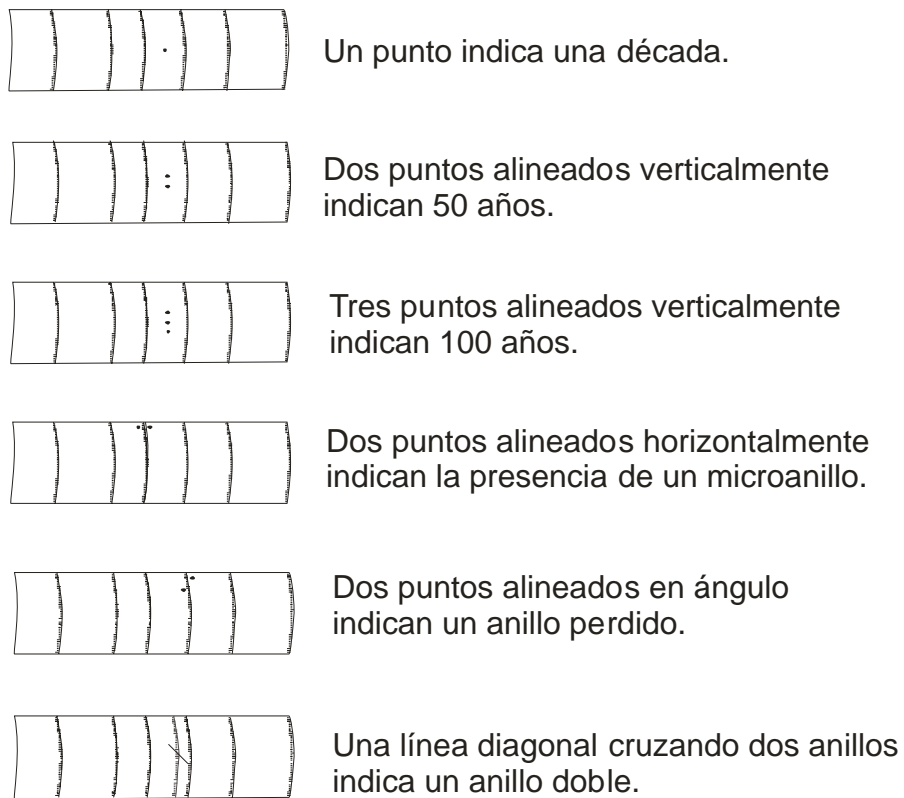 Un punto indica una década.
Dos puntos alineados verticalmente
indican 50 años.
Tres puntos alineados verticalmente
indican 100 años.
Dos puntos alineados horizontalmente
indican la presencia de un microanillo.
Dos puntos alineados en ángulo
indican un anillo perdido.
Una línea diagonal cruzando dos anillos
indica un anillo doble.